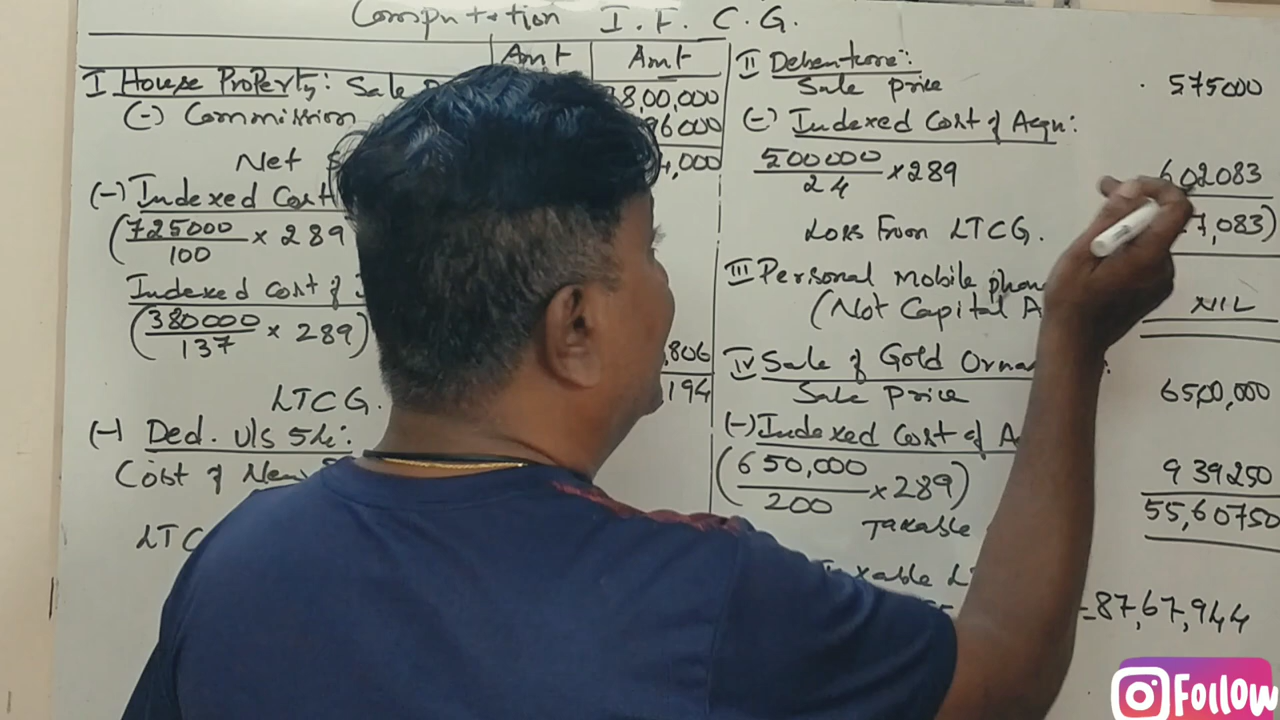 Computation I. F. C. G.
Amt Amt
I House Property: Sale
8,00,000
(-) Commission 96000
Net
,000
(-) Indexed Cost
(725000/100 × 289
Indexed Cost of
(380000/137 × 289)
,806
LTCG. 194
(-) Ded. U/S 54:
Cost of New
LTC
II Debenture:
Sale price 575000
(-) Indexed Cost of Aeqn:
500000/24 × 289 602083
Loss From LTCG. 7,083)
III Personal Mobile phon
(Not Capital A NIL
IV Sale of Gold Orna
Sale Price 6500,000
(-) Indexed Cost of A
(650,000/200 × 289) 939250
Taxable 55,60750
xable L
= 87,67,944
Follow